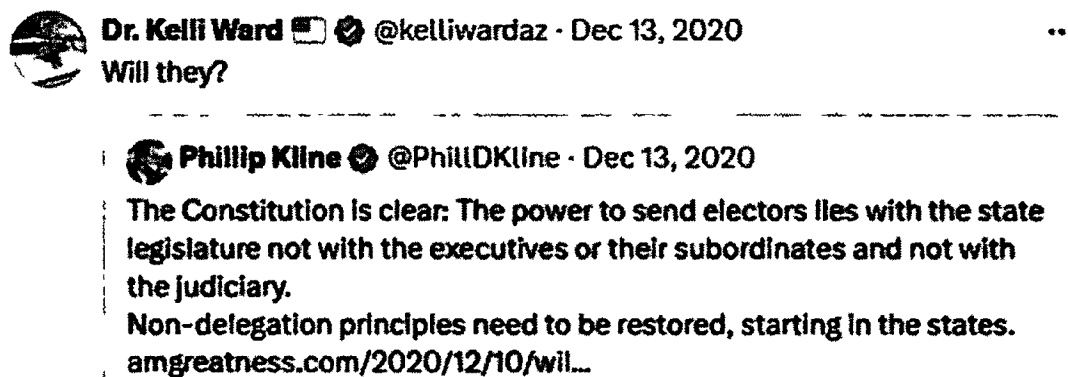 Dr. Kelli Ward @kelliwardaz · Dec 13, 2020
Will they?
Phillip Kline @PhillDKline · Dec 13, 2020
The Constitution is clear: The power to send electors lies with the state
legislature not with the executives or their subordinates and not with
the judiciary.
Non-delegation principles need to be restored, starting in the states.
amgreatness.com/2020/12/10/wil...